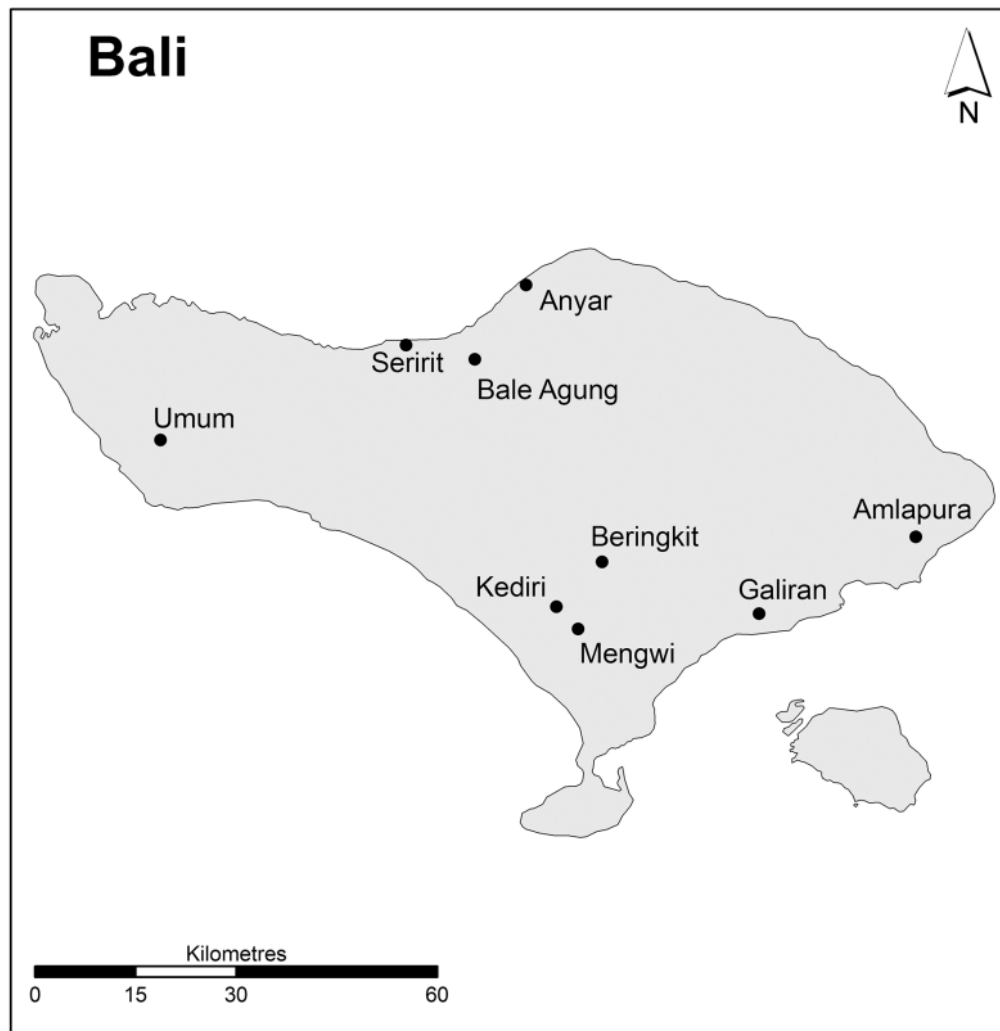 Bali
N
Anyar
Seririt
Bale Agung
Umum
Amlapura
Beringkit
Kediri
Galiran
Mengwi
Kilometres
0 15 30 60